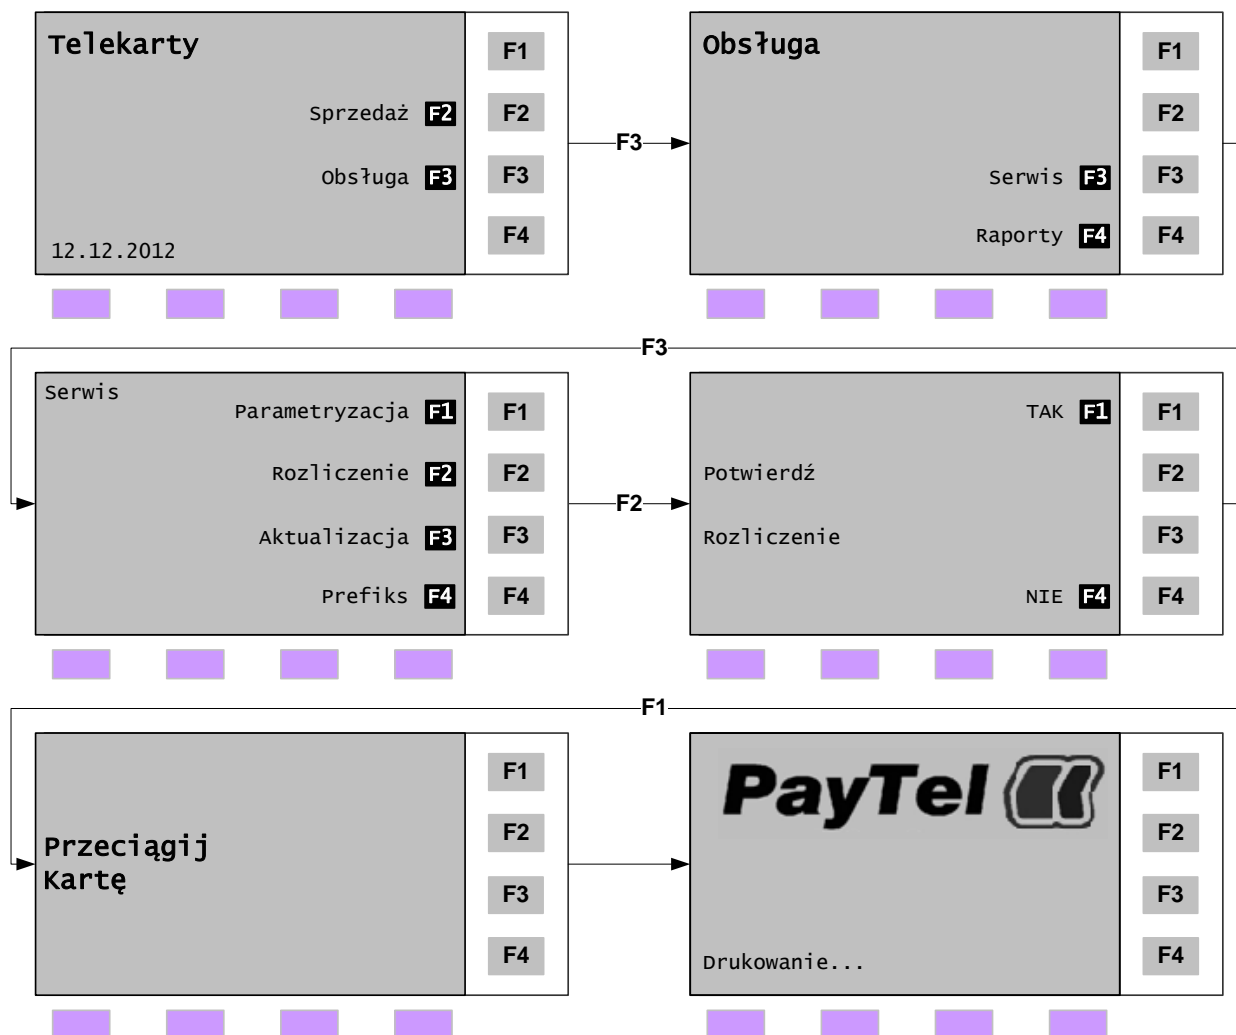 Telekarty
F1
Sprzedaż F2
F2
Obsługa F3
F3
12.12.2012
F4
F3
Obsługa
F1
F2
Serwis F3
F3
Raporty F4
F4
F3
Serwis
Parametryzacja F1
F1
Rozliczenie F2
F2
Aktualizacja F3
F3
Prefiks F4
F4
F2
TAK F1
F1
Potwierdź
F2
Rozliczenie
F3
NIE F4
F4
F1
Przeciągij
Kartę
F1
F2
F3
F4
PayTel
F1
F2
F3
Drukowanie...
F4